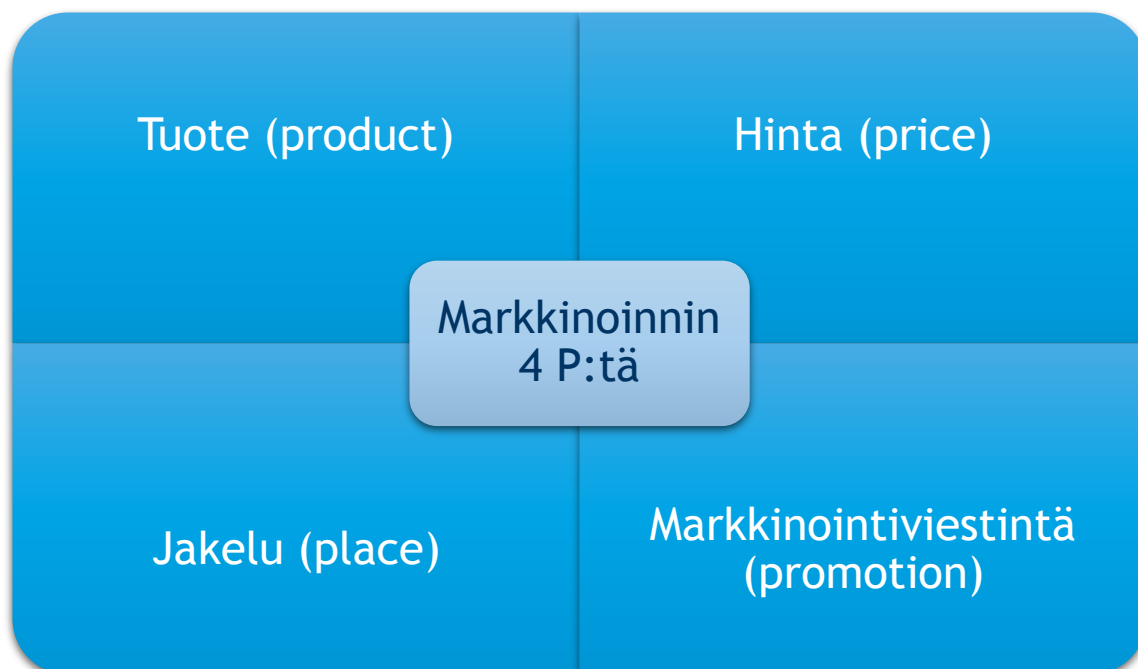 Tuote (product)
Hinta (price)
Markkinoinnin
4 P:tä
Jakelu (place)
Markkinointiviestintä
(promotion)